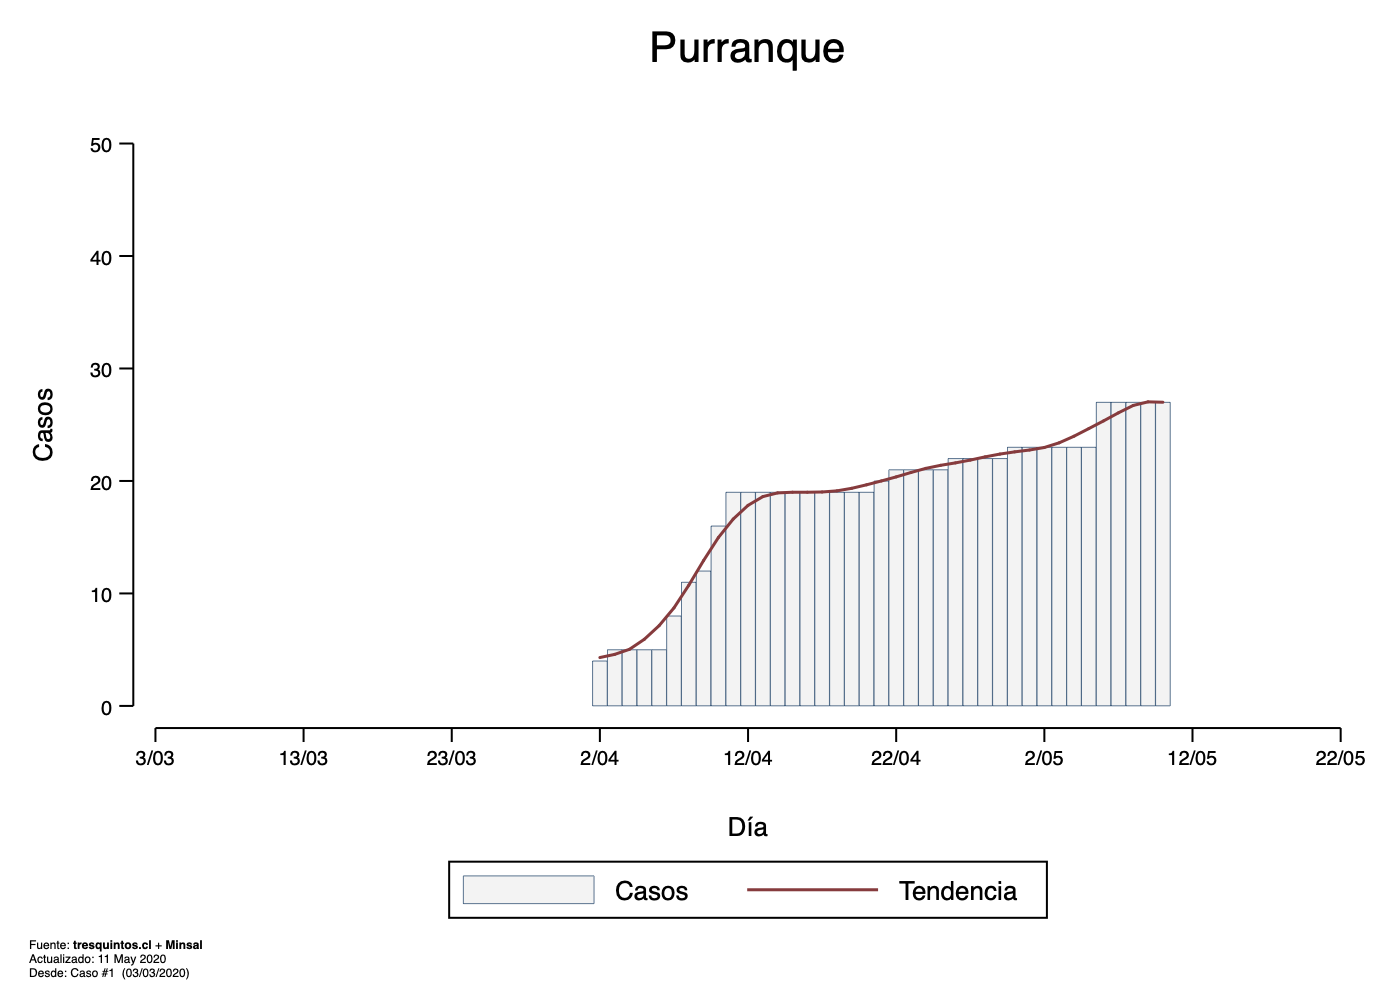 Purranque
50
40
30
20
10
0
Casos
3/03 13/03 23/03 2/04 12/04 22/04 2/05 12/05 22/05
Día
Casos Tendencia
Fuente: tresquintos.cl + Minsal
Actualizado: 11 May 2020
Desde: Caso #1 (03/03/2020)